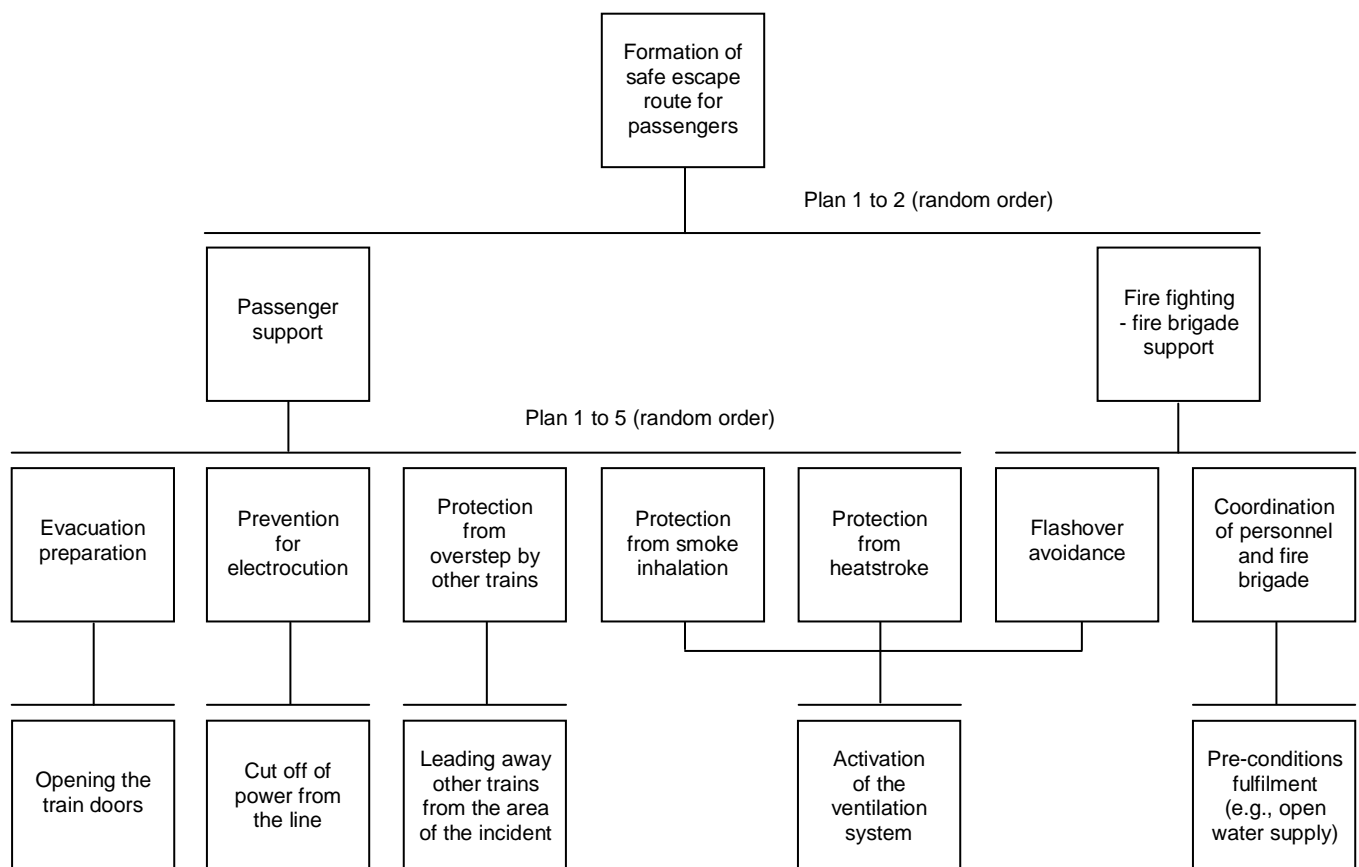 Formation of
safe escape
route for
passengers
Plan 1 to 2 (random order)
Passenger
support
Fire fighting
- fire brigade
support
Plan 1 to 5 (random order)
Evacuation
preparation
Prevention
for
electrocution
Protection
from
overstep by
other trains
Protection
from smoke
inhalation
Protection
from
heatstroke
Flashover
avoidance
Coordination
of personnel
and fire
brigade
Opening the
train doors
Cut off of
power from
the line
Leading away
other trains
from the area
of the incident
Activation
of the
ventilation
system
Pre-conditions
fulfilment
(e.g., open
water supply)